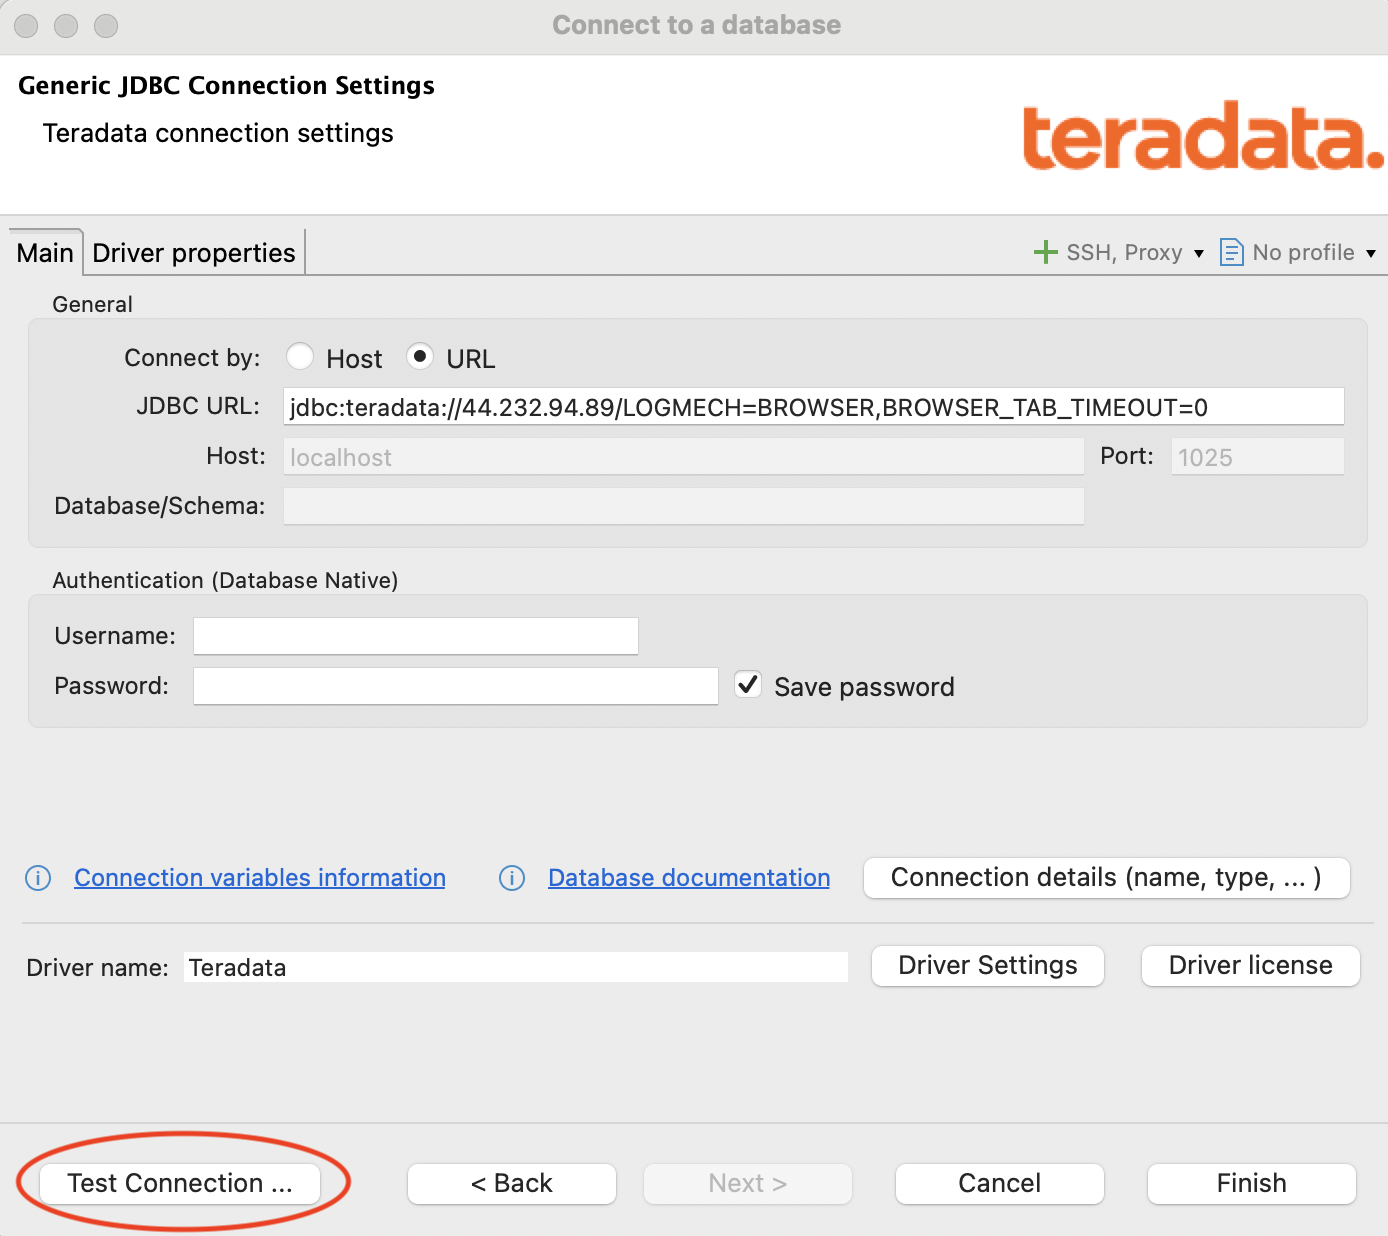 Connect to a database
Generic JDBC Connection Settings
Teradata connection settings
teradata.
Main Driver properties SSH, Proxy No profile
General
Connect by: Host URL
JDBC URL: jdbc:teradata://44.232.94.89/LOGMECH=BROWSER,BROWSER_TAB_TIMEOUT=0
Host: localhost Port: 1025
Database/Schema:
Authentication (Database Native)
Username:
Password: Save password
Connection variables information Database documentation Connection details (name, type, ... )
Driver name: Teradata Driver Settings Driver license
Test Connection ... < Back Next > Cancel Finish